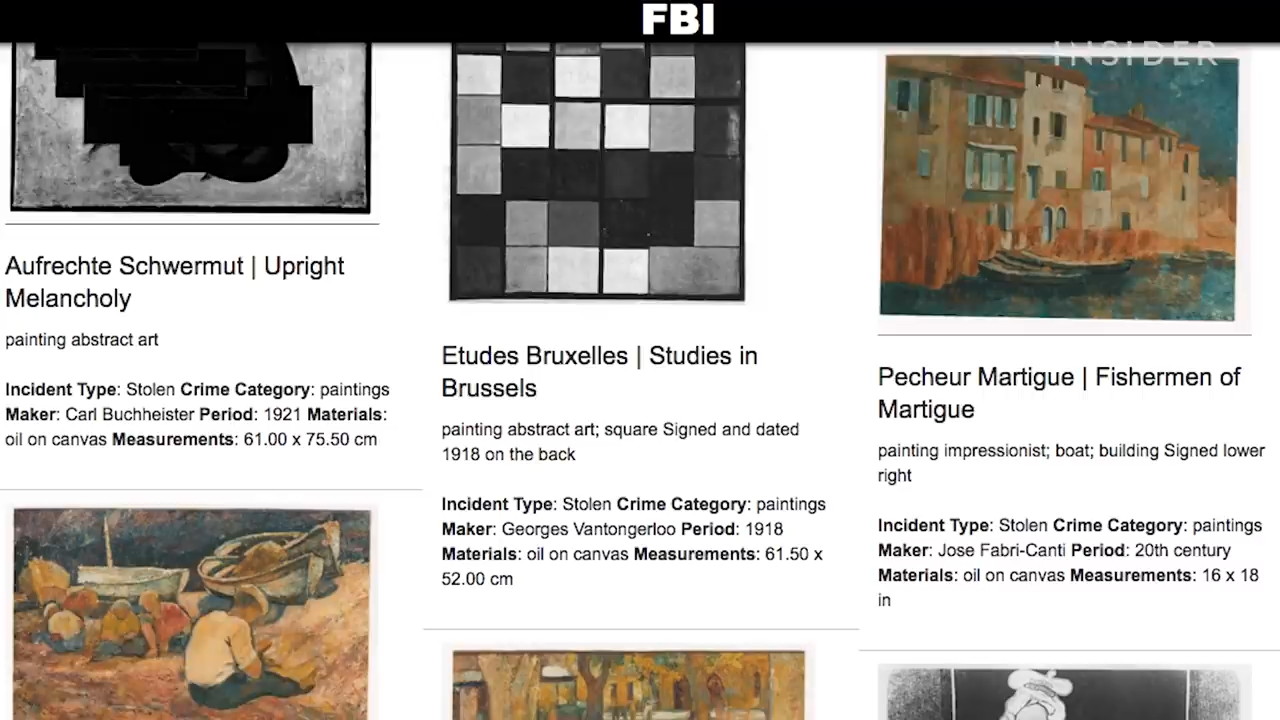 FBI
INSIDER
Aufrechte Schwermut | Upright
Melancholy
painting abstract art
Incident Type: Stolen Crime Category: paintings
Maker: Carl Buchheister Period: 1921 Materials:
oil on canvas Measurements: 61.00 x 75.50 cm
Etudes Bruxelles | Studies in
Brussels
painting abstract art; square Signed and dated
1918 on the back
Incident Type: Stolen Crime Category: paintings
Maker: Georges Vantongerloo Period: 1918
Materials: oil on canvas Measurements: 61.50 x
52.00 cm
Pecheur Martigue | Fishermen of
Martigue
painting impressionist; boat; building Signed lower
right
Incident Type: Stolen Crime Category: paintings
Maker: Jose Fabri-Canti Period: 20th century
Materials: oil on canvas Measurements: 16 x 18
in